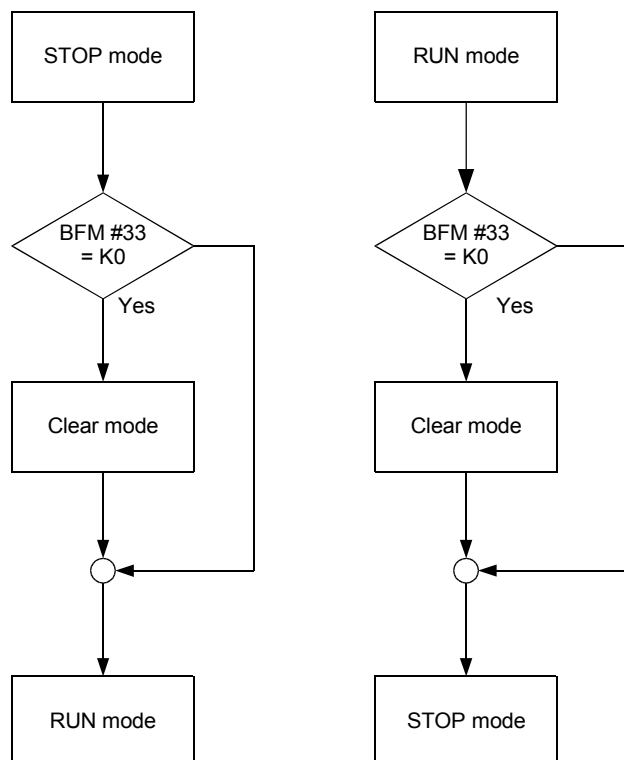 STOP mode
BFM #33
= K0
Yes
Clear mode
RUN mode
RUN mode
BFM #33
= K0
Yes
Clear mode
STOP mode